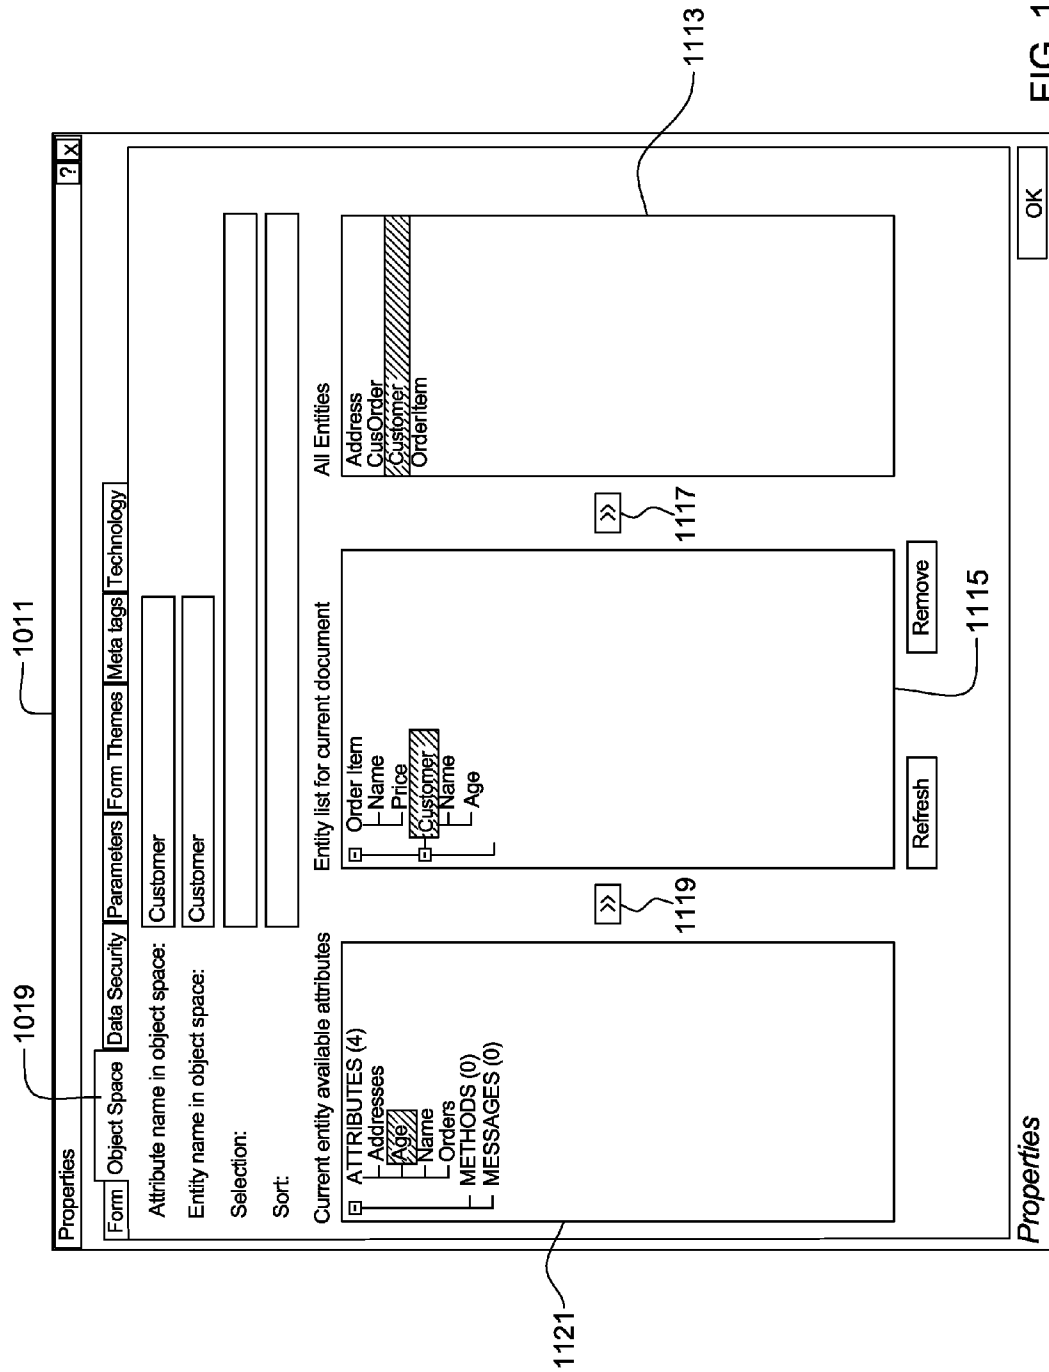 1011
1019
Properties
? X
Form Object Space Data Security Parameters Form Themes Meta tags Technology
Attribute name in object space: Customer
Entity name in object space: Customer
Selection:
Sort:
Current entity available attributes
ATTRIBUTES (4)
Addresses
Age
Name
Orders
METHODS (0)
MESSAGES (0)
1121
>>
1119
Entity list for current document
Order Item
Name
Price
Customer
Name
Age
Refresh
Remove
1115
>>
1117
All Entities
Address
CusOrder
Customer
OrderItem
1113
Properties
OK
FIG. 1